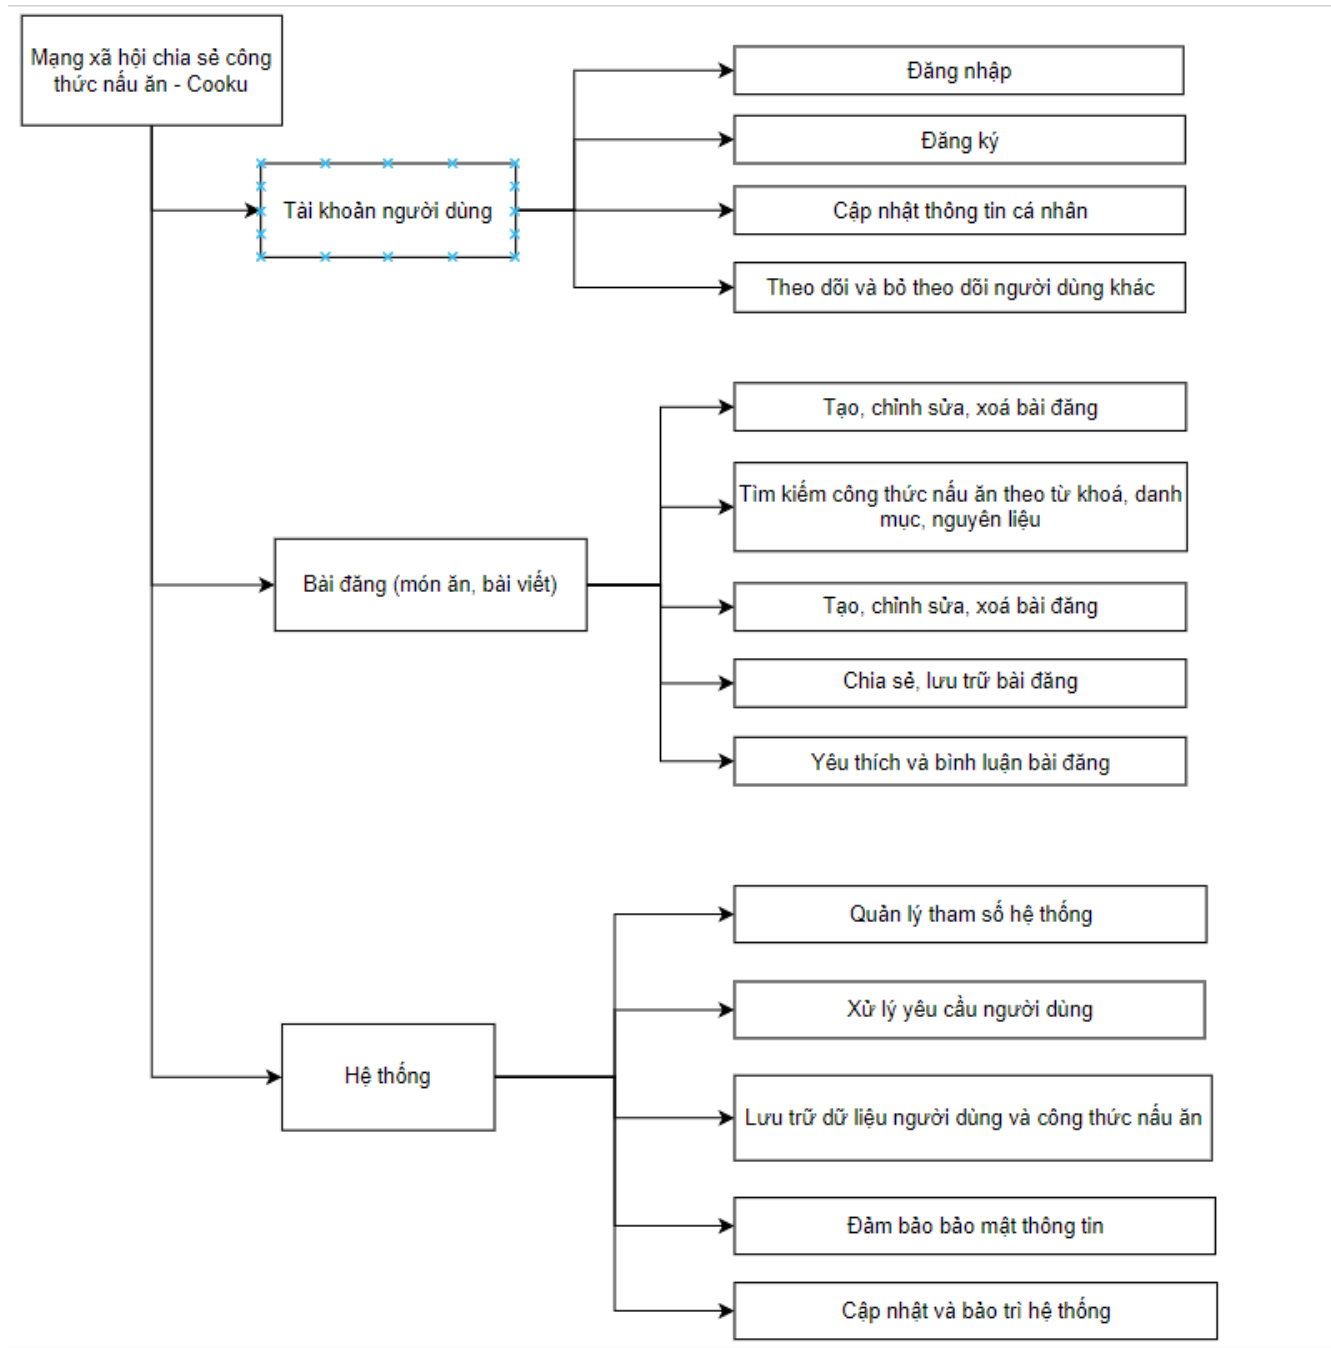 Mạng xã hội chia sẻ công
thức nấu ăn - Cooku
Tài khoản người dùng
Đăng nhập
Đăng ký
Cập nhật thông tin cá nhân
Theo dõi và bỏ theo dõi người dùng khác
Bài đăng (món ăn, bài viết)
Tạo, chỉnh sửa, xoá bài đăng
Tìm kiếm công thức nấu ăn theo từ khoá, danh
mục, nguyên liệu
Tạo, chỉnh sửa, xoá bài đăng
Chia sẻ, lưu trữ bài đăng
Yêu thích và bình luận bài đăng
Hệ thống
Quản lý tham số hệ thống
Xử lý yêu cầu người dùng
Lưu trữ dữ liệu người dùng và công thức nấu ăn
Đảm bảo bảo mật thông tin
Cập nhật và bảo trì hệ thống